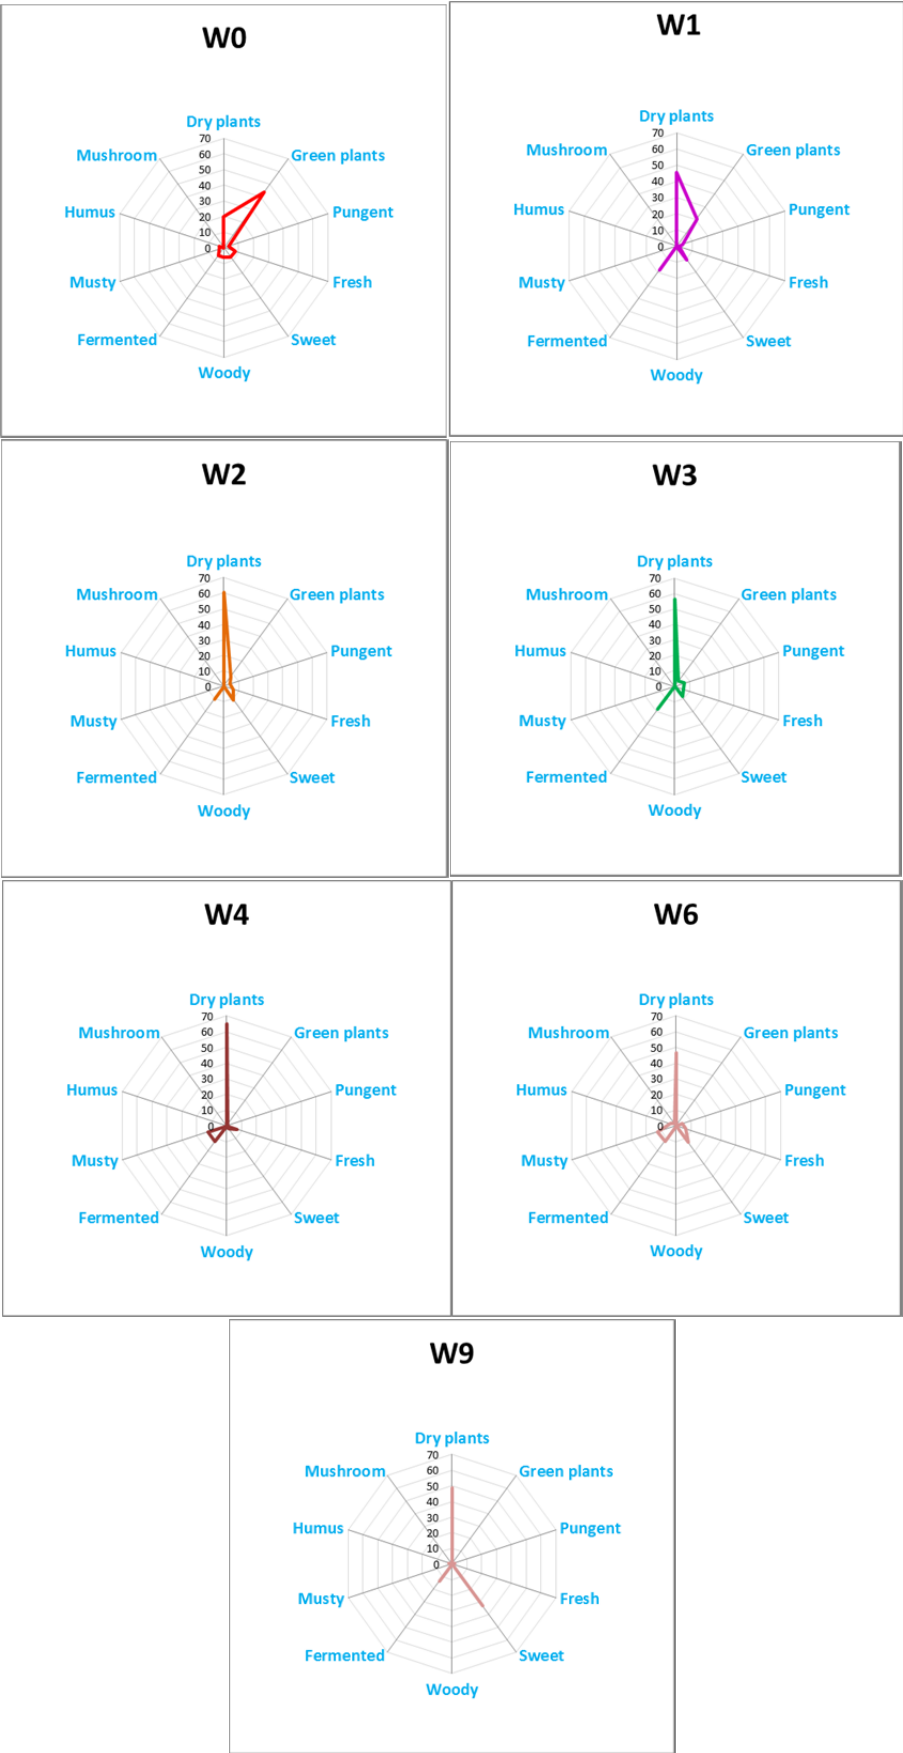 W0
Dry plants
70
Mushroom
60
Green plants
50
40
Humus
30
Pungent
20
10
0
Musty
Fresh
Fermented
Sweet
Woody
W1
Dry plants
70
Mushroom
60
Green plants
50
40
Humus
30
Pungent
20
10
0
Musty
Fresh
Fermented
Sweet
Woody
W2
Dry plants
70
Mushroom
60
Green plants
50
40
Humus
30
Pungent
20
10
0
Musty
Fresh
Fermented
Sweet
Woody
W3
Dry plants
70
Mushroom
60
Green plants
50
40
Humus
30
Pungent
20
10
0
Musty
Fresh
Fermented
Sweet
Woody
W4
Dry plants
70
Mushroom
60
Green plants
50
40
Humus
30
Pungent
20
10
0
Musty
Fresh
Fermented
Sweet
Woody
W6
Dry plants
70
Mushroom
60
Green plants
50
40
Humus
30
Pungent
20
10
0
Musty
Fresh
Fermented
Sweet
Woody
W9
Dry plants
70
Mushroom
60
Green plants
50
40
Humus
30
Pungent
20
10
0
Musty
Fresh
Fermented
Sweet
Woody